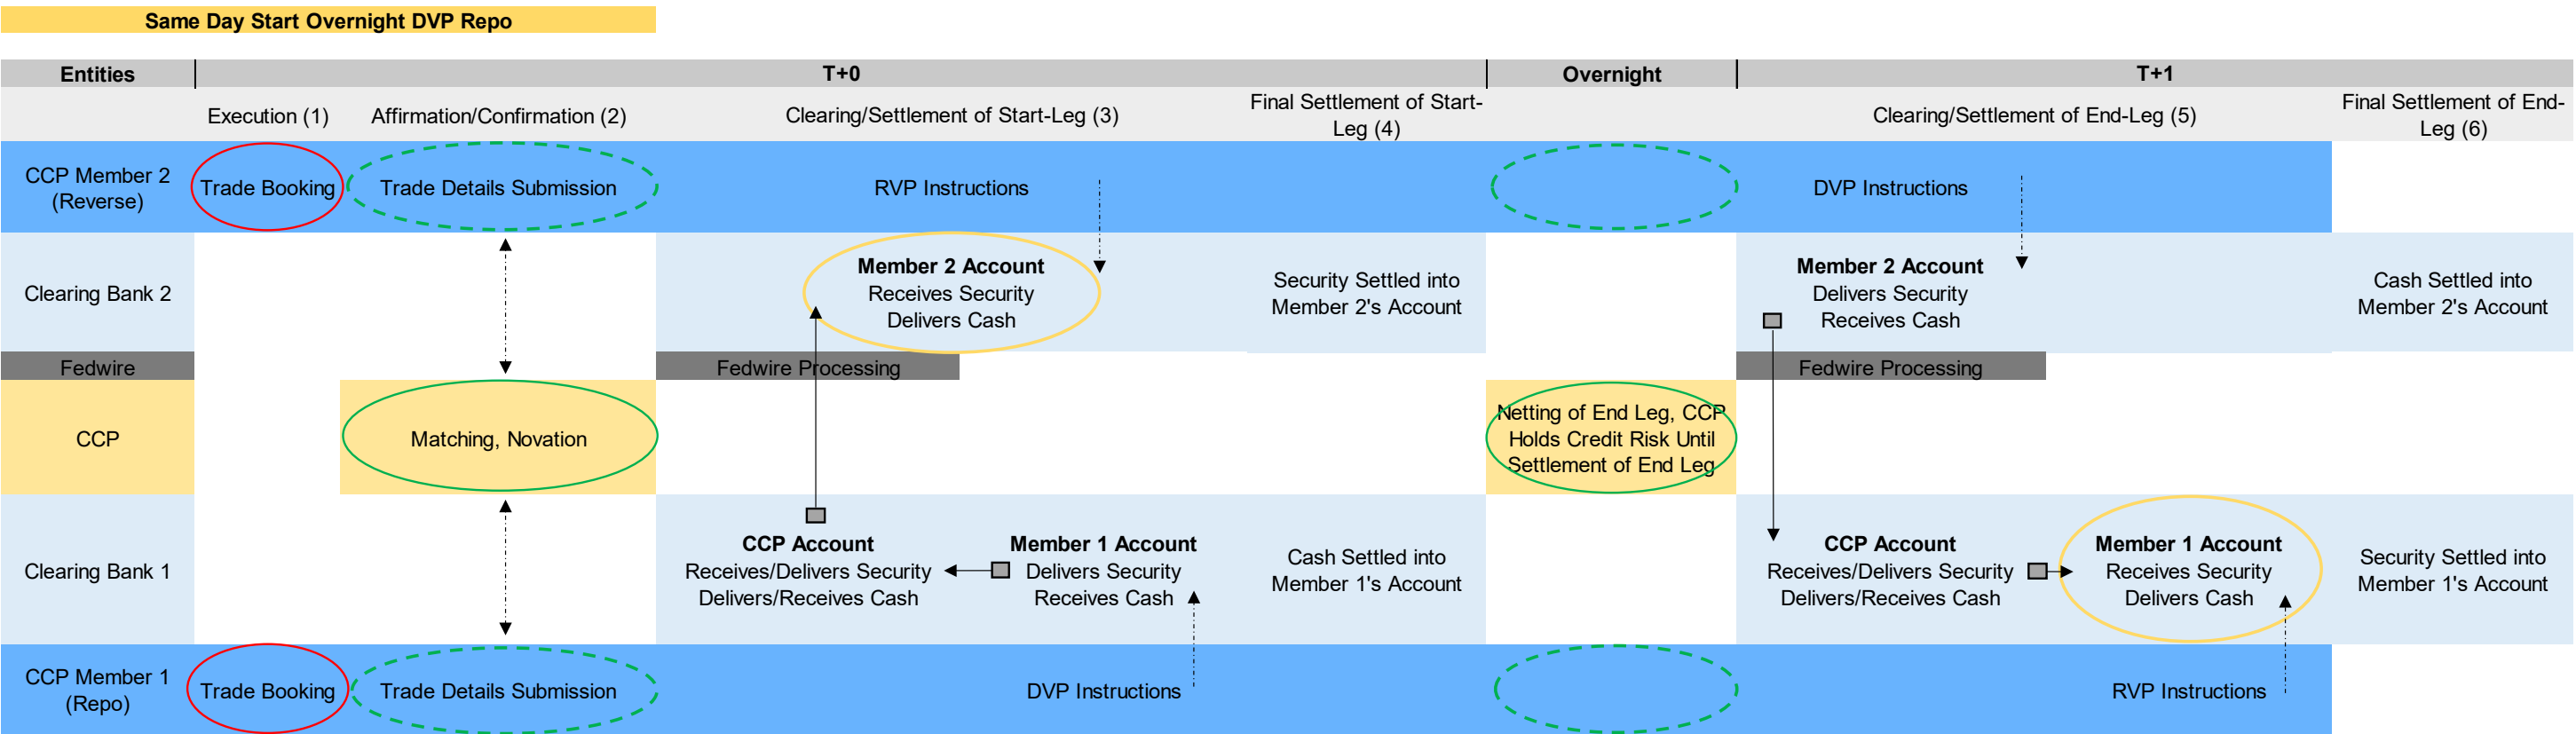 Same Day Start Overnight DVP Repo
Entities
T+0
Overnight
T+1
Execution (1)
Affirmation/Confirmation (2)
Clearing/Settlement of Start-Leg (3)
Final Settlement of Start-
Leg (4)
Clearing/Settlement of End-Leg (5)
Final Settlement of End-
Leg (6)
CCP Member 2
(Reverse)
Trade Booking
Trade Details Submission
RVP Instructions
DVP Instructions
Clearing Bank 2
Member 2 Account
Receives Security
Delivers Cash
Security Settled into
Member 2's Account
Member 2 Account
Delivers Security
Receives Cash
Cash Settled into
Member 2's Account
Fedwire
Fedwire Processing
Fedwire Processing
CCP
Matching, Novation
Netting of End Leg, CCP
Holds Credit Risk Until
Settlement of End Leg
Clearing Bank 1
CCP Account
Receives/Delivers Security
Delivers/Receives Cash
Member 1 Account
Delivers Security
Receives Cash
Cash Settled into
Member 1's Account
CCP Account
Receives/Delivers Security
Delivers/Receives Cash
Member 1 Account
Receives Security
Delivers Cash
Security Settled into
Member 1's Account
CCP Member 1
(Repo)
Trade Booking
Trade Details Submission
DVP Instructions
RVP Instructions